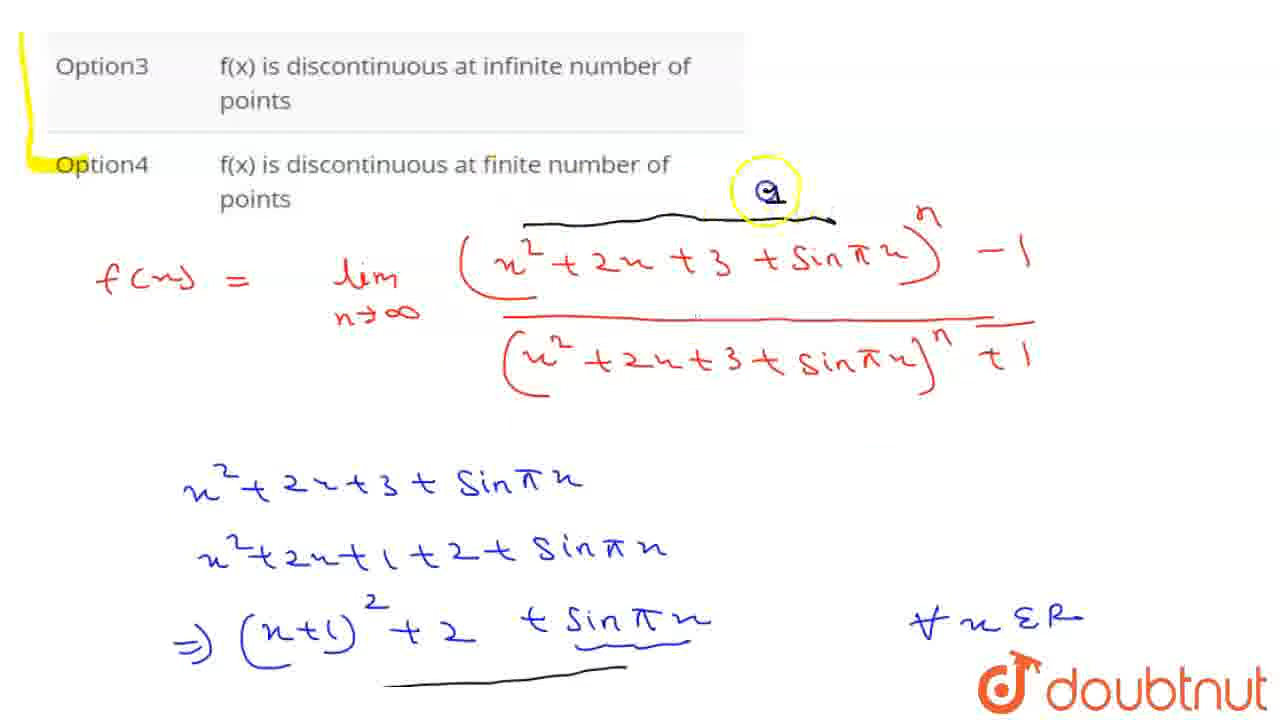 Option3 f(x) is discontinuous at infinite number of
points
Option4 f(x) is discontinuous at finite number of
points
f(x) = lim n→∞ (x² + 2x + 3 + sin πx)ⁿ - 1
(x² + 2x + 3 + sin πx)ⁿ + 1
x² + 2x + 3 + sin πx
x² + 2x + 1 + 2 + sin πx
⇒ (x+1)² + 2 + sin πx ∀ x ∈ R
doubtnut